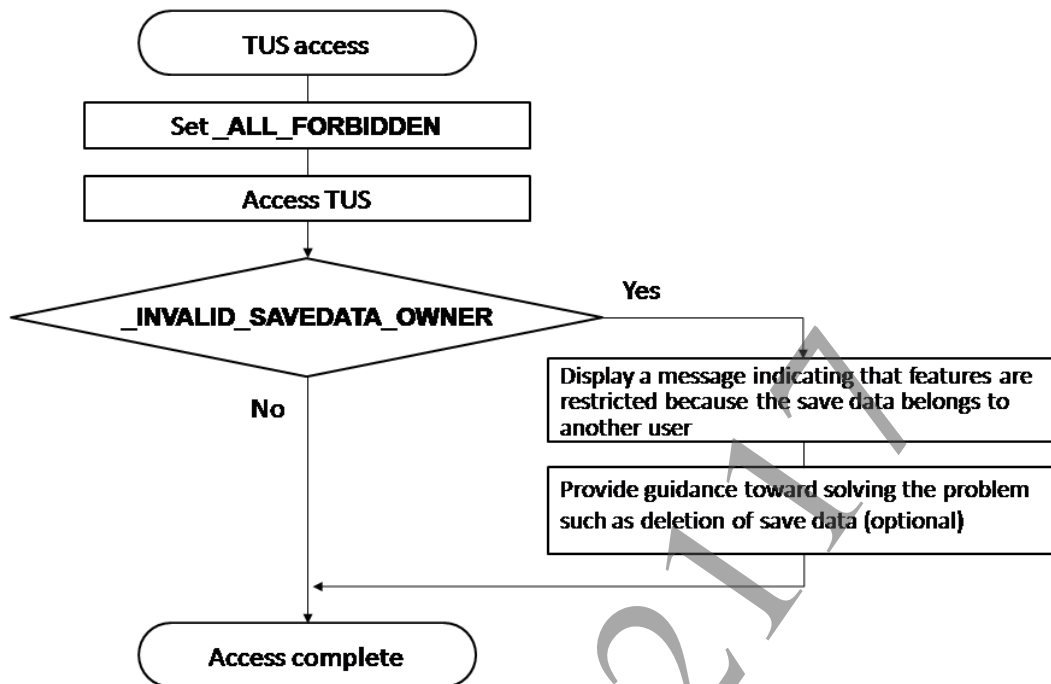 TUS access
Set _ALL_FORBIDDEN
Access TUS
_INVALID_SAVEDATA_OWNER
Yes
No
Display a message indicating that features are
restricted because the save data belongs to
another user
Provide guidance toward solving the problem
such as deletion of save data (optional)
Access complete
2117